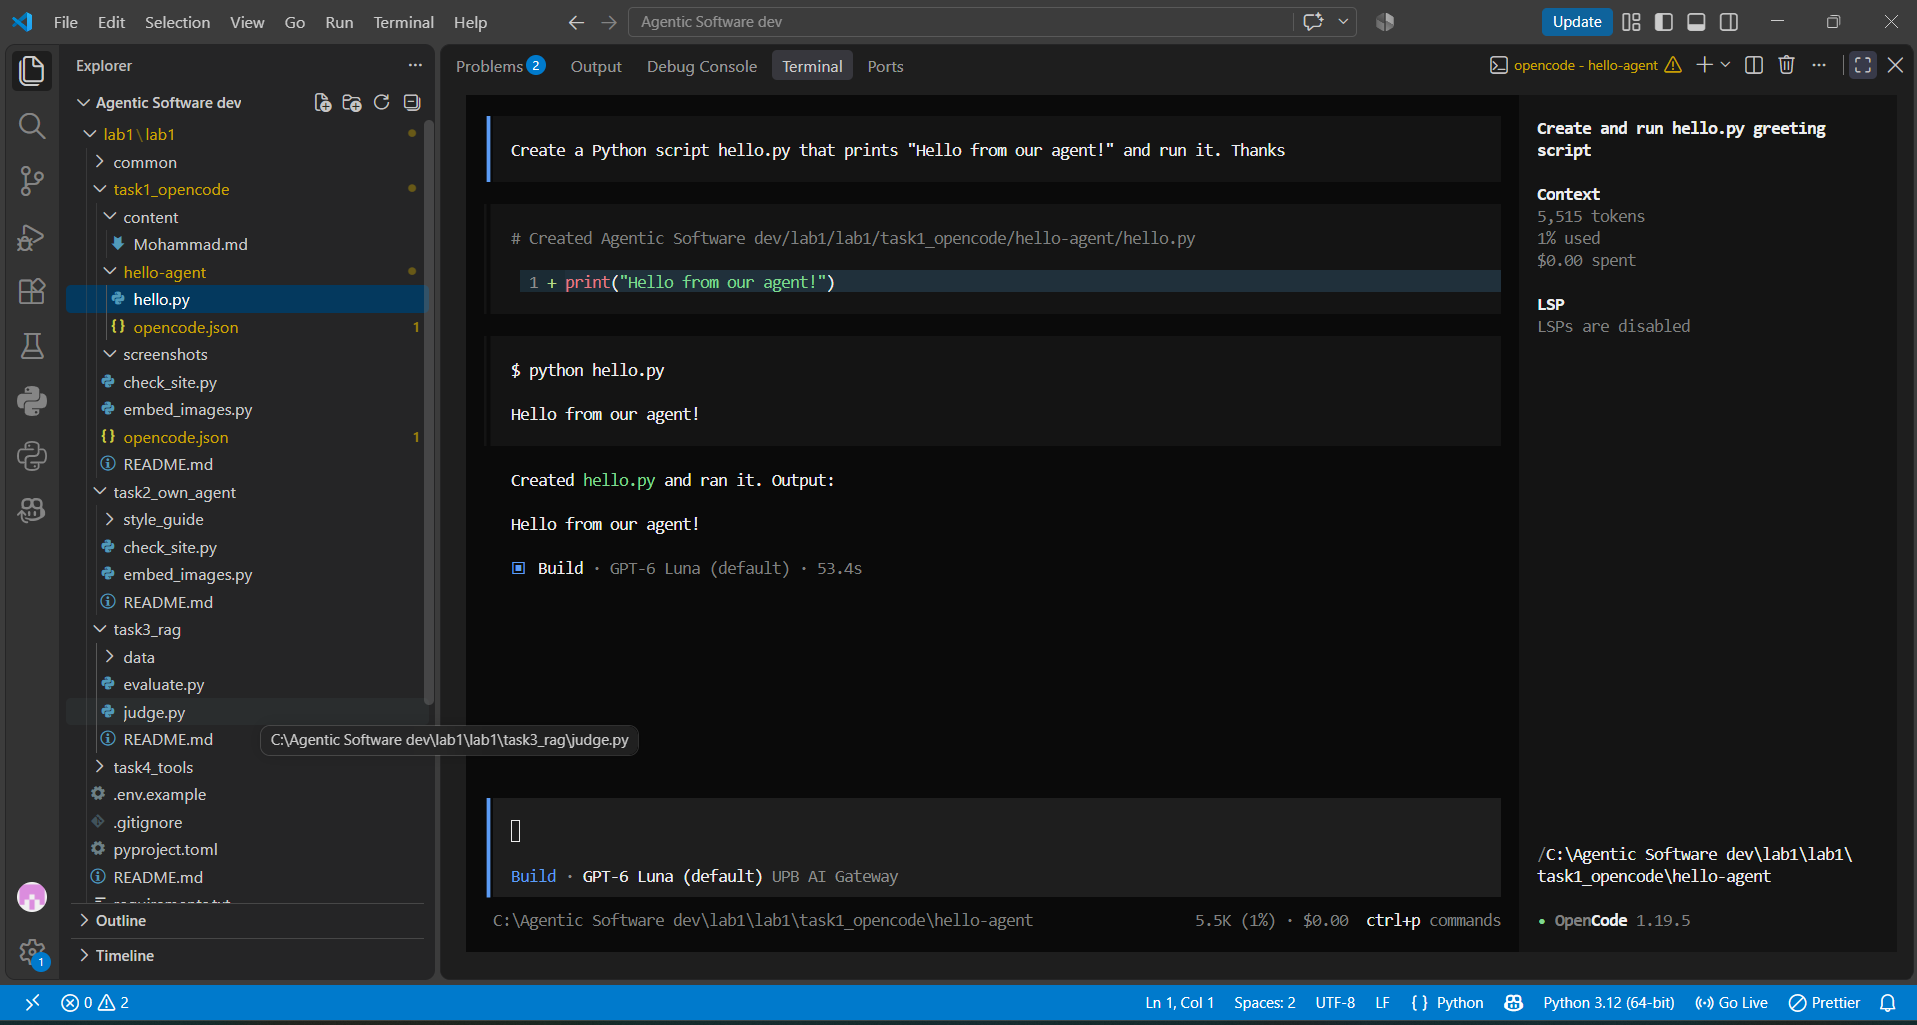 File Edit Selection View Go Run Terminal Help
Agentic Software dev
Update
Explorer
Agentic Software dev
lab1 \ lab1
common
task1_opencode
content
Mohammad.md
hello-agent
hello.py
opencode.json 1
screenshots
check_site.py
embed_images.py
opencode.json 1
README.md
task2_own_agent
style_guide
check_site.py
embed_images.py
README.md
task3_rag
data
evaluate.py
judge.py
README.md
C:\Agentic Software dev\lab1\lab1\task3_rag\judge.py
task4_tools
.env.example
.gitignore
pyproject.toml
README.md
Outline
Timeline
1
Problems 2 Output Debug Console Terminal Ports
opencode - hello-agent
Create a Python script hello.py that prints "Hello from our agent!" and run it. Thanks
# Created Agentic Software dev/lab1/lab1/task1_opencode/hello-agent/hello.py
1 + print("Hello from our agent!")
$ python hello.py
Hello from our agent!
Created hello.py and ran it. Output:
Hello from our agent!
Build · GPT-6 Luna (default) · 53.4s
Build · GPT-6 Luna (default) UPB AI Gateway
C:\Agentic Software dev\lab1\lab1\task1_opencode\hello-agent 5.5K (1%) · $0.00 ctrl+p commands
Create and run hello.py greeting
script
Context
5,515 tokens
1% used
$0.00 spent
LSP
LSPs are disabled
/C:\Agentic Software dev\lab1\lab1\
task1_opencode\hello-agent
• OpenCode 1.19.5
0 2
Ln 1, Col 1 Spaces: 2 UTF-8 LF { } Python Python 3.12 (64-bit) Go Live Prettier